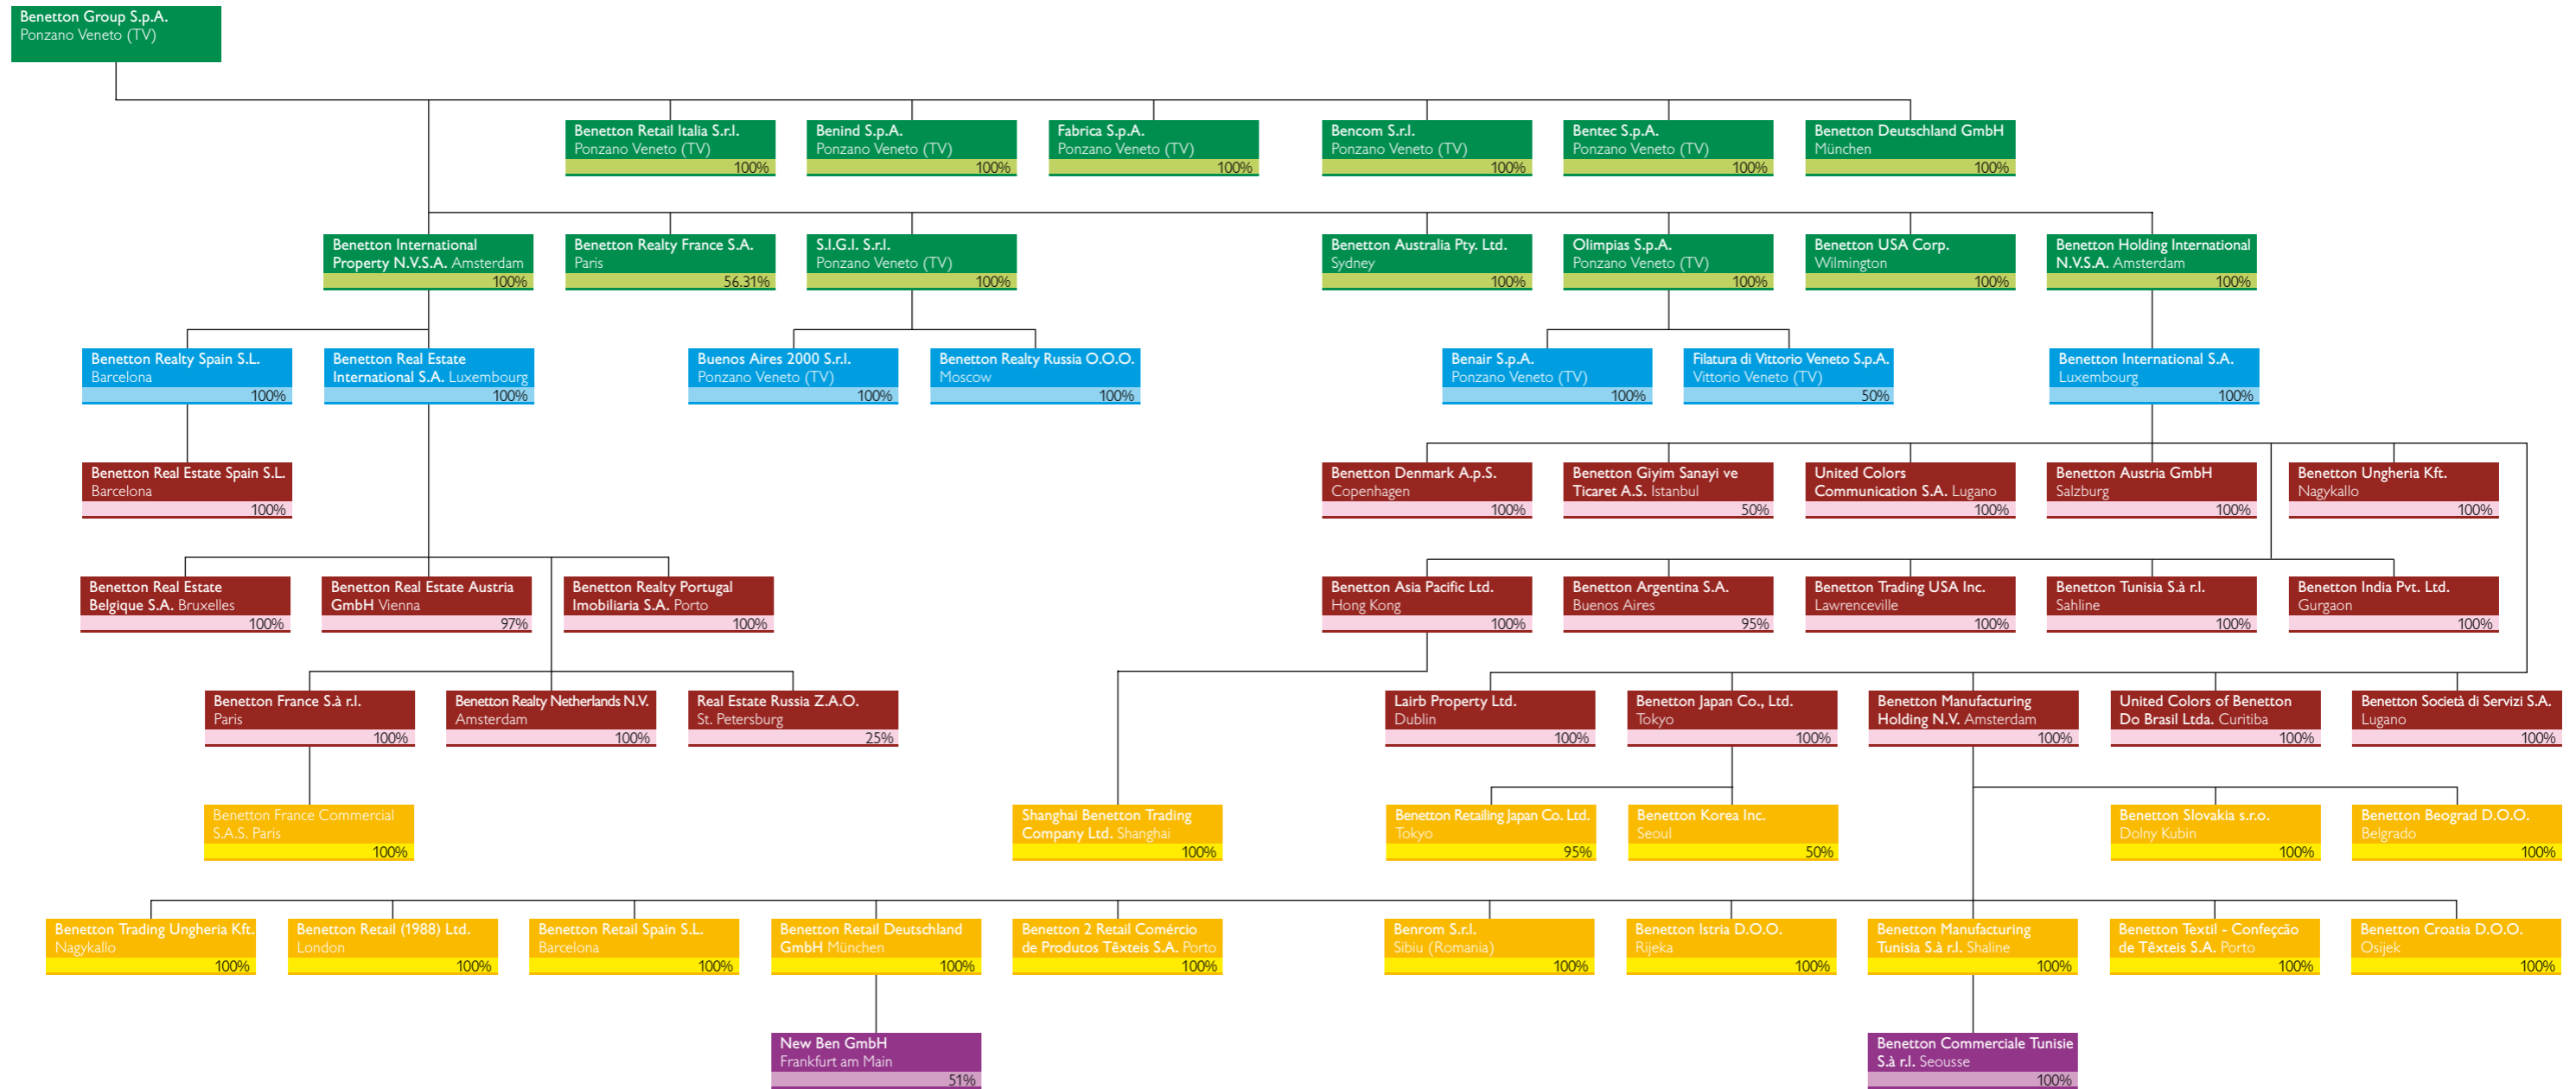 Benetton Group S.p.A.
Ponzano Veneto (TV)
Benetton Retail Italia S.r.l.
Ponzano Veneto (TV)
100%
Benind S.p.A.
Ponzano Veneto (TV)
100%
Fabrica S.p.A.
Ponzano Veneto (TV)
100%
Bencom S.r.l.
Ponzano Veneto (TV)
100%
Bentec S.p.A.
Ponzano Veneto (TV)
100%
Benetton Deutschland GmbH
München
100%
Benetton International
Property N.V.S.A. Amsterdam
100%
Benetton Realty France S.A.
Paris
56.31%
S.I.G.I. S.r.l.
Ponzano Veneto (TV)
100%
Benetton Australia Pty. Ltd.
Sydney
100%
Olimpias S.p.A.
Ponzano Veneto (TV)
100%
Benetton USA Corp.
Wilmington
100%
Benetton Holding International
N.V.S.A. Amsterdam
100%
Benetton Realty Spain S.L.
Barcelona
100%
Benetton Real Estate
International S.A. Luxembourg
100%
Buenos Aires 2000 S.r.l.
Ponzano Veneto (TV)
100%
Benetton Realty Russia O.O.O.
Moscow
100%
Benair S.p.A.
Ponzano Veneto (TV)
100%
Filatura di Vittorio Veneto S.p.A.
Vittorio Veneto (TV)
50%
Benetton International S.A.
Luxembourg
100%
Benetton Real Estate Spain S.L.
Barcelona
100%
Benetton Denmark A.p.S.
Copenhagen
100%
Benetton Giyim Sanayi ve
Ticaret A.S. Istanbul
50%
United Colors
Communication S.A. Lugano
100%
Benetton Austria GmbH
Salzburg
100%
Benetton Ungheria Kft.
Nagykallo
100%
Benetton Real Estate
Belgique S.A. Bruxelles
100%
Benetton Real Estate Austria
GmbH Vienna
97%
Benetton Realty Portugal
Imobiliaria S.A. Porto
100%
Benetton Asia Pacific Ltd.
Hong Kong
100%
Benetton Argentina S.A.
Buenos Aires
95%
Benetton Trading USA Inc.
Lawrenceville
100%
Benetton Tunisia S.à r.l.
Sahline
100%
Benetton India Pvt. Ltd.
Gurgaon
100%
Benetton France S.à r.l.
Paris
100%
Benetton Realty Netherlands N.V.
Amsterdam
100%
Real Estate Russia Z.A.O.
St. Petersburg
25%
Lairb Property Ltd.
Dublin
100%
Benetton Japan Co., Ltd.
Tokyo
100%
Benetton Manufacturing
Holding N.V. Amsterdam
100%
United Colors of Benetton
Do Brasil Ltda. Curitiba
100%
Benetton Società di Servizi S.A.
Lugano
100%
Benetton France Commercial
S.A.S. Paris
100%
Shanghai Benetton Trading
Company Ltd. Shanghai
100%
Benetton Retailing Japan Co. Ltd.
Tokyo
95%
Benetton Korea Inc.
Seoul
50%
Benetton Slovakia s.r.o.
Dolny Kubin
100%
Benetton Beograd D.O.O.
Belgrado
100%
Benetton Trading Ungheria Kft.
Nagykallo
100%
Benetton Retail (1988) Ltd.
London
100%
Benetton Retail Spain S.L.
Barcelona
100%
Benetton Retail Deutschland
GmbH München
100%
Benetton 2 Retail Comércio
de Produtos Têxteis S.A. Porto
100%
Benrom S.r.l.
Sibiu (Romania)
100%
Benetton Istria D.O.O.
Rijeka
100%
Benetton Manufacturing
Tunisia S.à r.l. Shaline
100%
Benetton Textil - Confeçcão
de Têxteis S.A. Porto
100%
Benetton Croatia D.O.O.
Osijek
100%
New Ben GmbH
Frankfurt am Main
51%
Benetton Commerciale Tunisie
S.à r.l. Seousse
100%